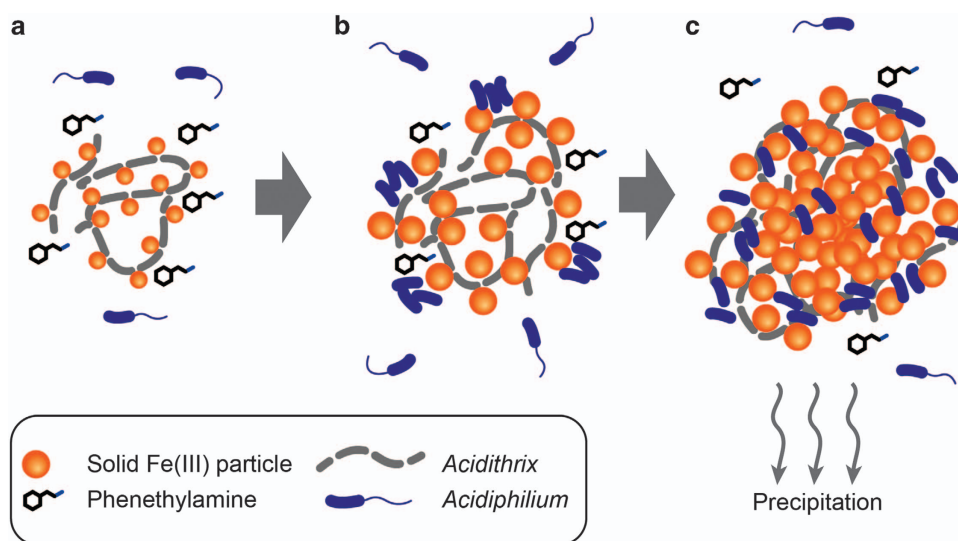 a
b
c
Solid Fe(III) particle
Acidithrix
Phenethylamine
Acidiphilium
Precipitation